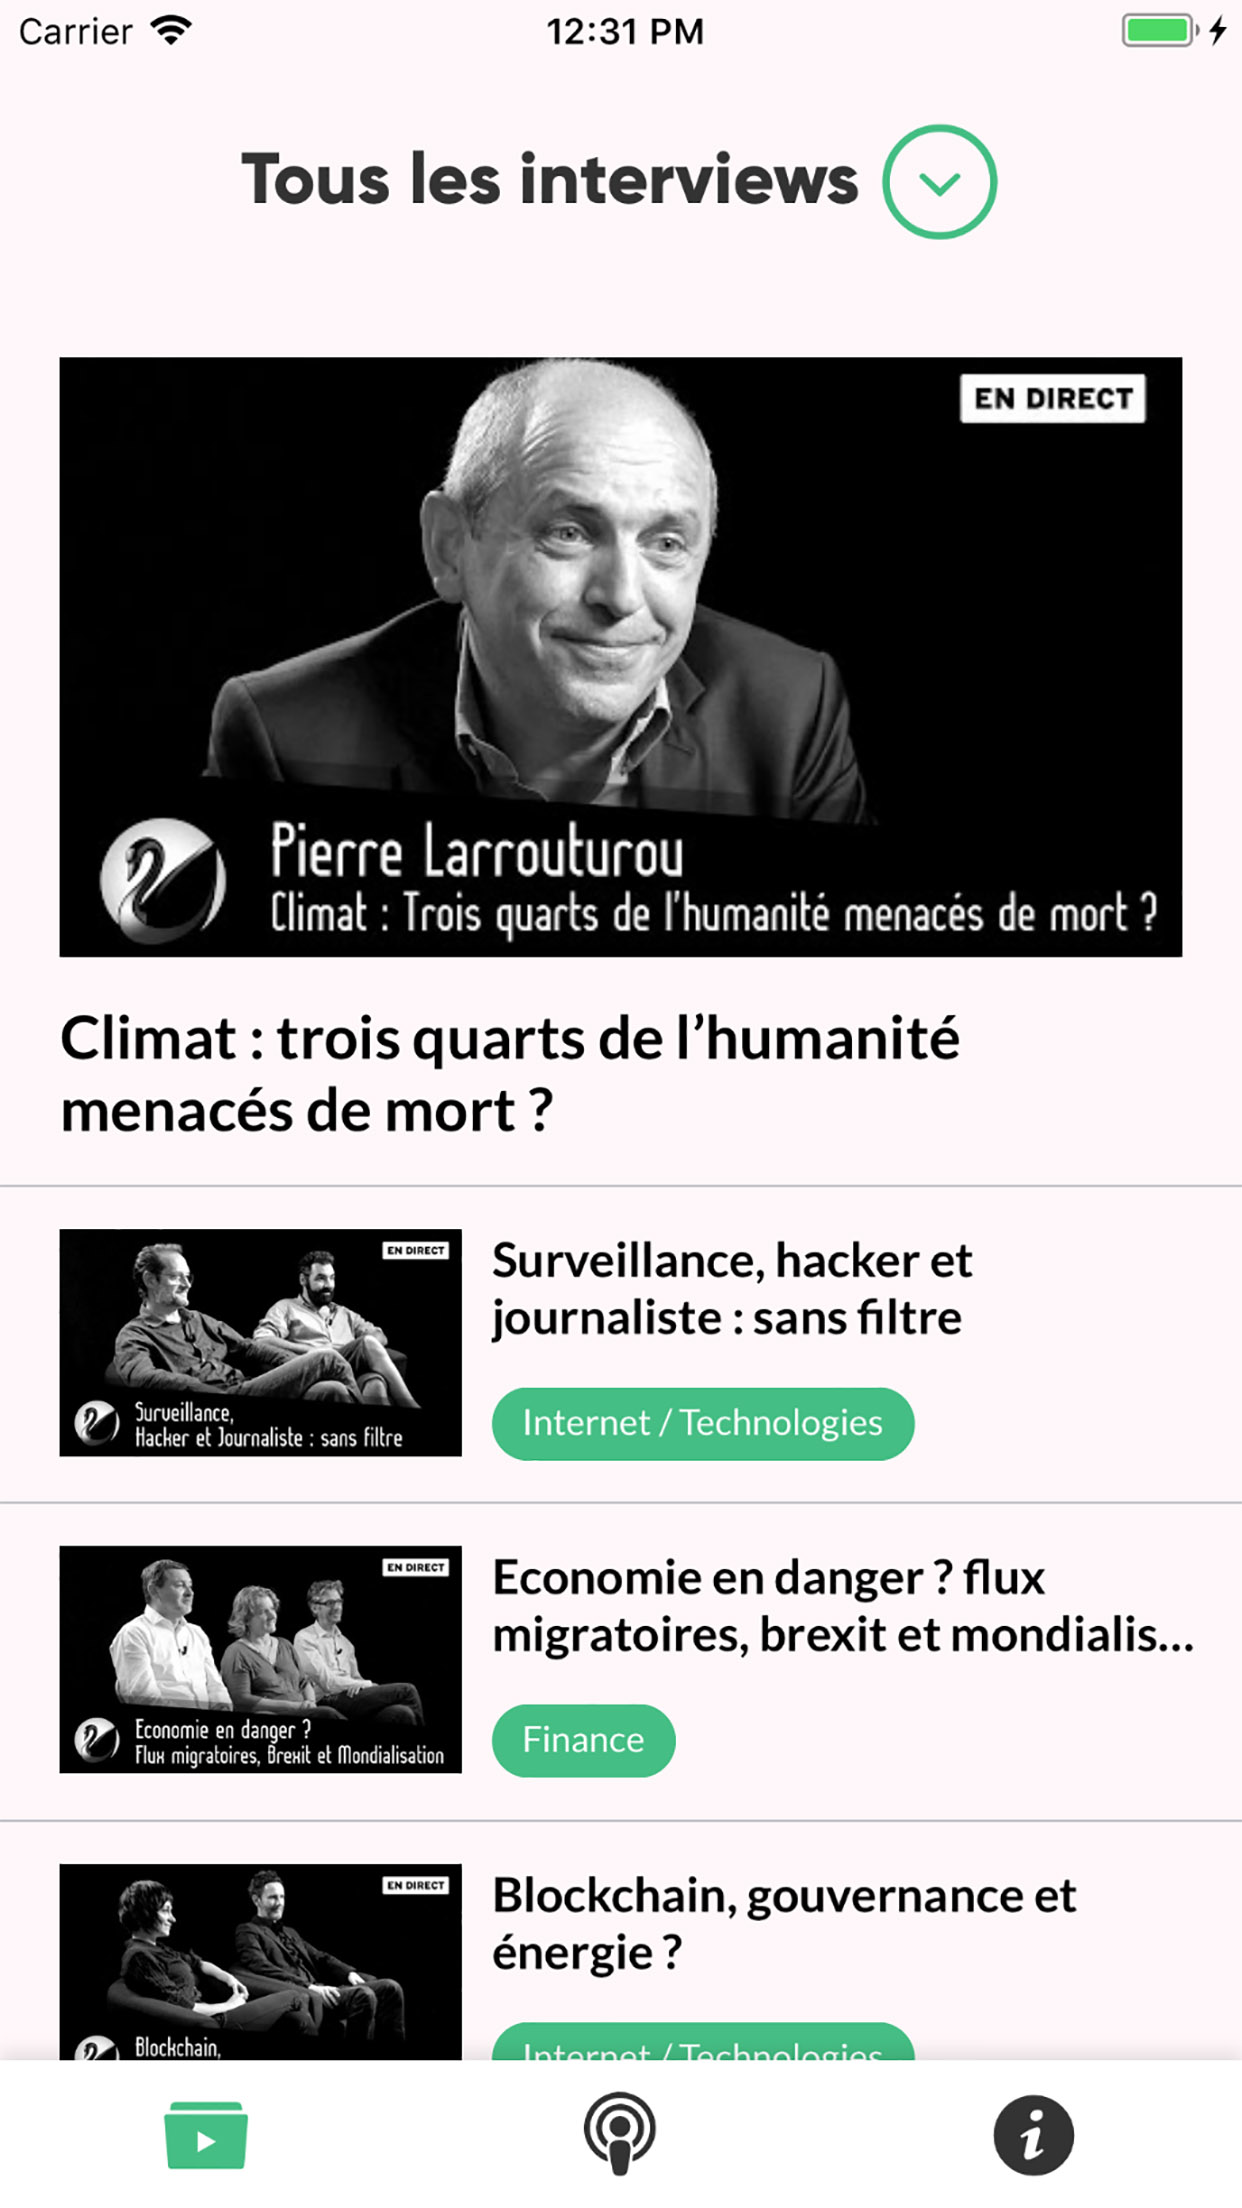 Carrier
12:31 PM
Tous les interviews
EN DIRECT
Pierre Larrouturou
Climat : Trois quarts de l'humanité menacés de mort ?
Climat : trois quarts de l’humanité
menacés de mort ?
EN DIRECT
Surveillance,
Hacker et Journaliste : sans filtre
Surveillance, hacker et
journaliste : sans filtre
Internet / Technologies
EN DIRECT
Economie en danger ?
Flux migratoires, Brexit et Mondialisation
Economie en danger ? flux
migratoires, brexit et mondialis...
Finance
EN DIRECT
Blockchain,
Blockchain, gouvernance et
énergie ?
Internet / Technologies